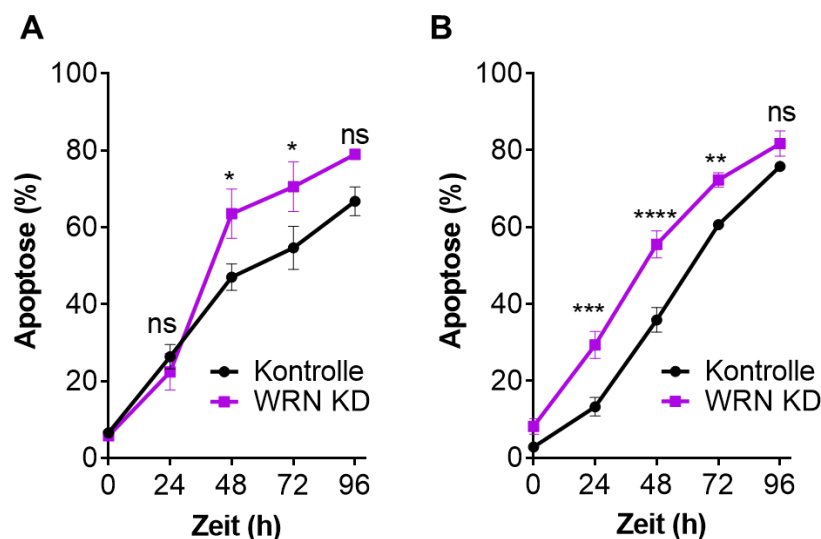 A
100
80
60
40
20
0
Apoptose (%)
ns
*
*
ns
Kontrolle
WRN KD
0 24 48 72 96
Zeit (h)
B
100
80
60
40
20
0
Apoptose (%)
***
****
**
ns
Kontrolle
WRN KD
0 24 48 72 96
Zeit (h)